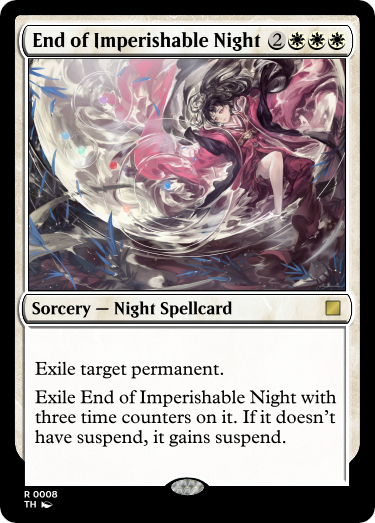 End of Imperishable Night 2
Sorcery — Night Spellcard
Exile target permanent.
Exile End of Imperishable Night with
three time counters on it. If it doesn't
have suspend, it gains suspend.
R 0008
TH